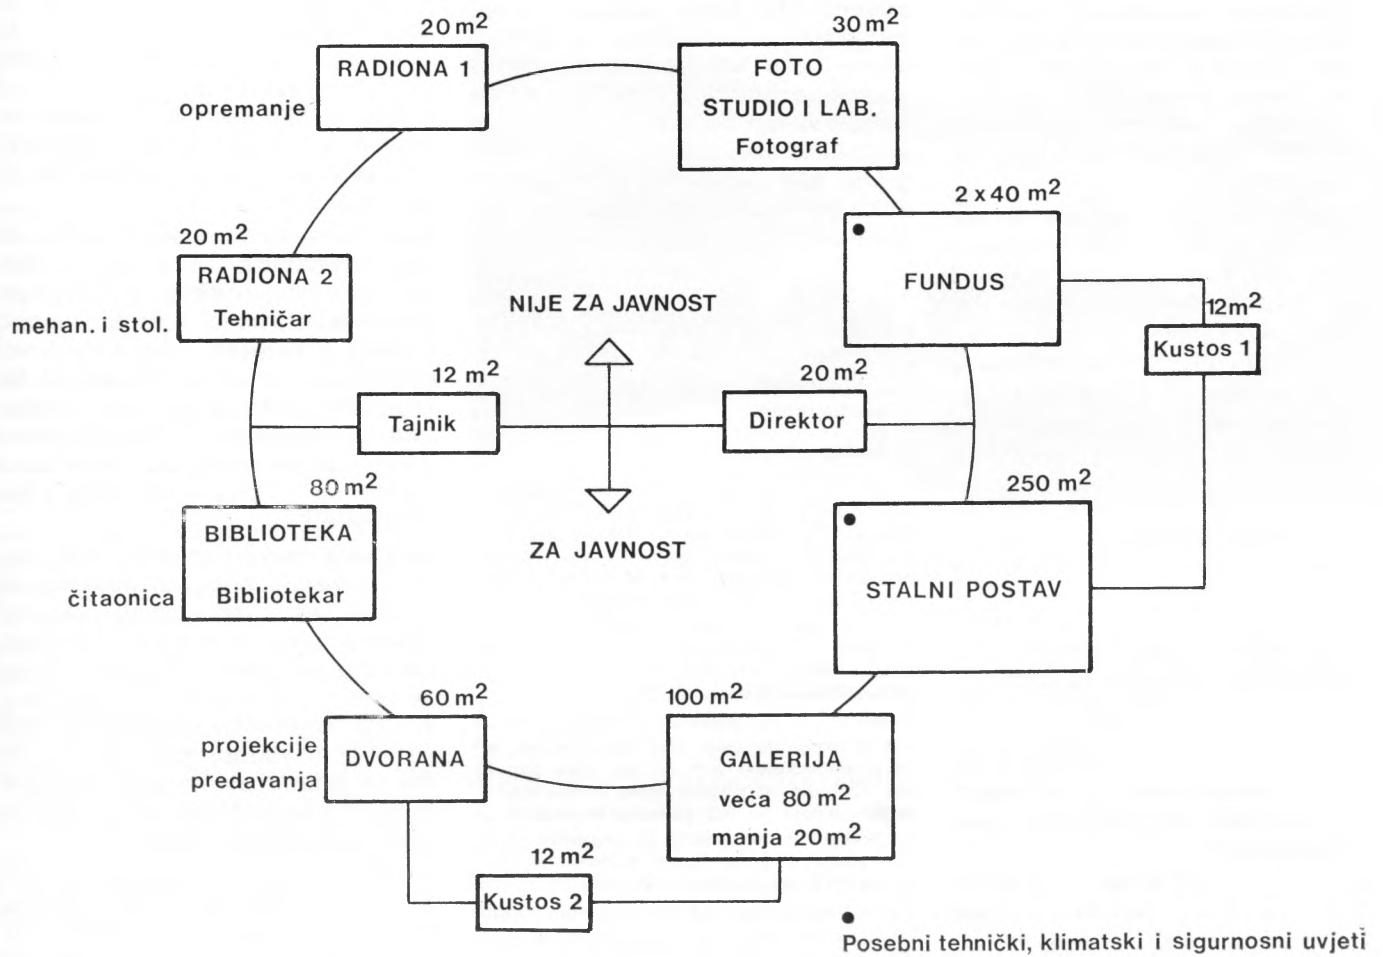 20 m²
RADIONA 1
opremanje
30 m²
FOTO
STUDIO I LAB.
Fotograf
2 x 40 m²
FUNDUS
20 m²
RADIONA 2
Tehničar
mehan. i stol.
NIJE ZA JAVNOST
12 m²
Kustos 1
12 m²
Tajnik
20 m²
Direktor
80 m²
BIBLIOTEKA
Bibliotekar
čitaonica
ZA JAVNOST
250 m²
STALNI POSTAV
60 m²
DVORANA
projekcije
predavanja
100 m²
GALERIJA
veća 80 m²
manja 20 m²
12 m²
Kustos 2
● Posebni tehnički, klimatski i sigurnosni uvjeti